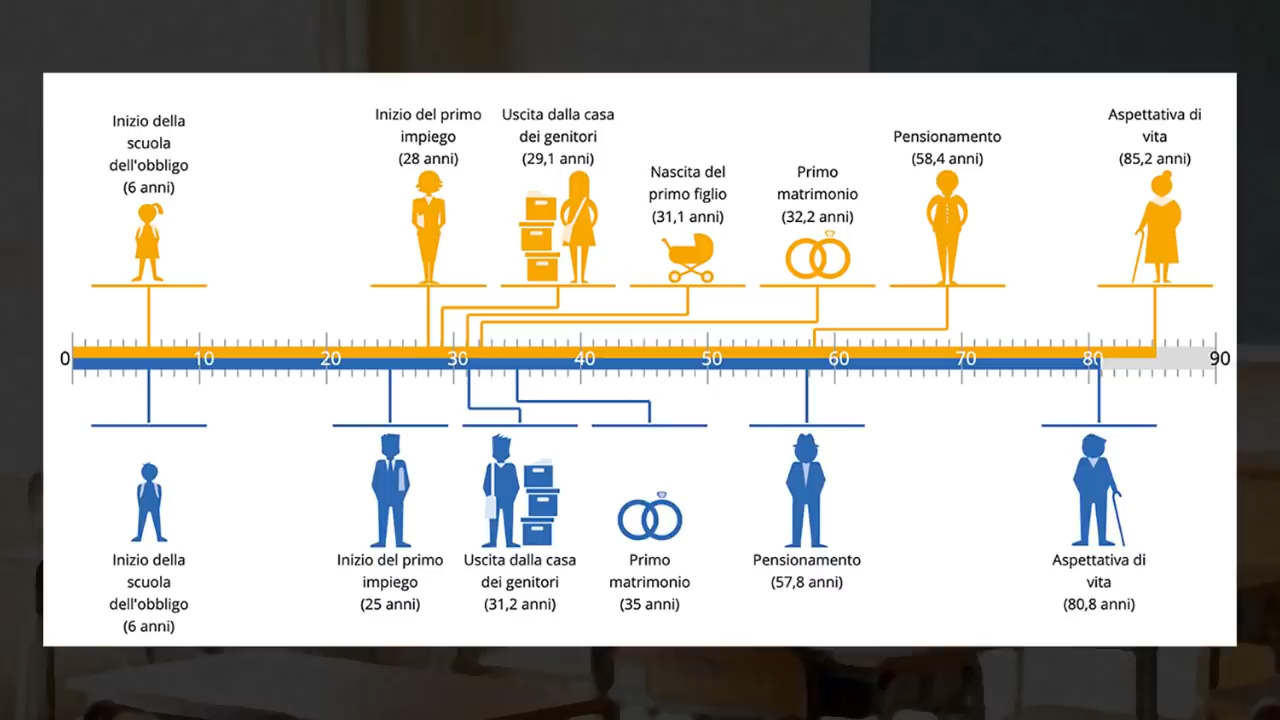 Inizio della
scuola
dell'obbligo
(6 anni)
Inizio del primo
impiego
(28 anni)
Uscita dalla casa
dei genitori
(29,1 anni)
Nascita del
primo figlio
(31,1 anni)
Primo
matrimonio
(32,2 anni)
Pensionamento
(58,4 anni)
Aspettativa di
vita
(85,2 anni)
0 10 20 30 40 50 60 70 80 90
Inizio della
scuola
dell'obbligo
(6 anni)
Inizio del primo
impiego
(25 anni)
Uscita dalla casa
dei genitori
(31,2 anni)
Primo
matrimonio
(35 anni)
Pensionamento
(57,8 anni)
Aspettativa di
vita
(80,8 anni)